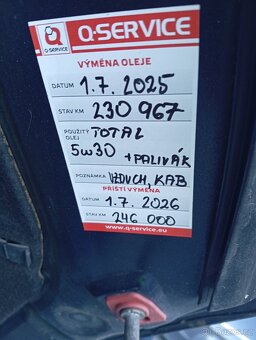 Q-SERVICE
Q-SERVICE
VÝMĚNA OLEJE
DATUM 1.7.2025
STAV KM 230 967
POUŽITÝ OLEJ TOTAL
5W30 + PALIVÁK
POZNÁMKA VZDUCH, KAB
PŘÍŠTÍ VÝMĚNA
DATUM 1.7.2026
STAV KM 246 000
www.q-service.eu